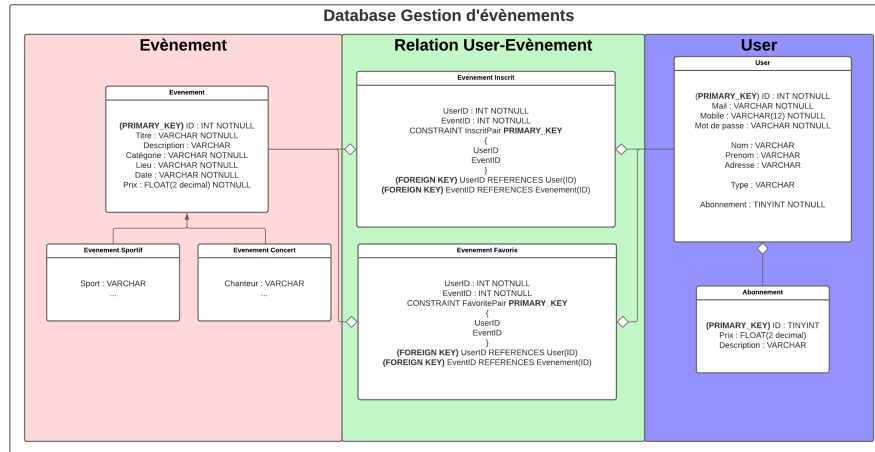 Database Gestion d'évènements
Evènement
Evenement
(PRIMARY_KEY) ID : INT NOTNULL
Titre : VARCHAR NOTNULL
Description : VARCHAR
Catégorie : VARCHAR NOTNULL
Lieu : VARCHAR NOTNULL
Date : VARCHAR NOTNULL
Prix : FLOAT(2 decimal) NOTNULL
Evenement Sportif
Sport : VARCHAR
...
Evenement Concert
Chanteur : VARCHAR
...
Relation User-Evènement
Evenement Inscrit
UserID : INT NOTNULL
EventID : INT NOTNULL
CONSTRAINT InscritPair PRIMARY_KEY
{
UserID
EventID
}
(FOREIGN KEY) UserID REFERENCES User(ID)
(FOREIGN KEY) EventID REFERENCES Evenement(ID)
Evenement Favoris
UserID : INT NOTNULL
EventID : INT NOTNULL
CONSTRAINT FavoritePair PRIMARY_KEY
{
UserID
EventID
}
(FOREIGN KEY) UserID REFERENCES User(ID)
(FOREIGN KEY) EventID REFERENCES Evenement(ID)
User
User
(PRIMARY_KEY) ID : INT NOTNULL
Mail : VARCHAR NOTNULL
Mobile : VARCHAR(12) NOTNULL
Mot de passe : VARCHAR NOTNULL
Nom : VARCHAR
Prenom : VARCHAR
Adresse : VARCHAR
Type : VARCHAR
Abonnement : TINYINT NOTNULL
Abonnement
(PRIMARY_KEY) ID : TINYINT
Prix : FLOAT(2 decimal)
Description : VARCHAR